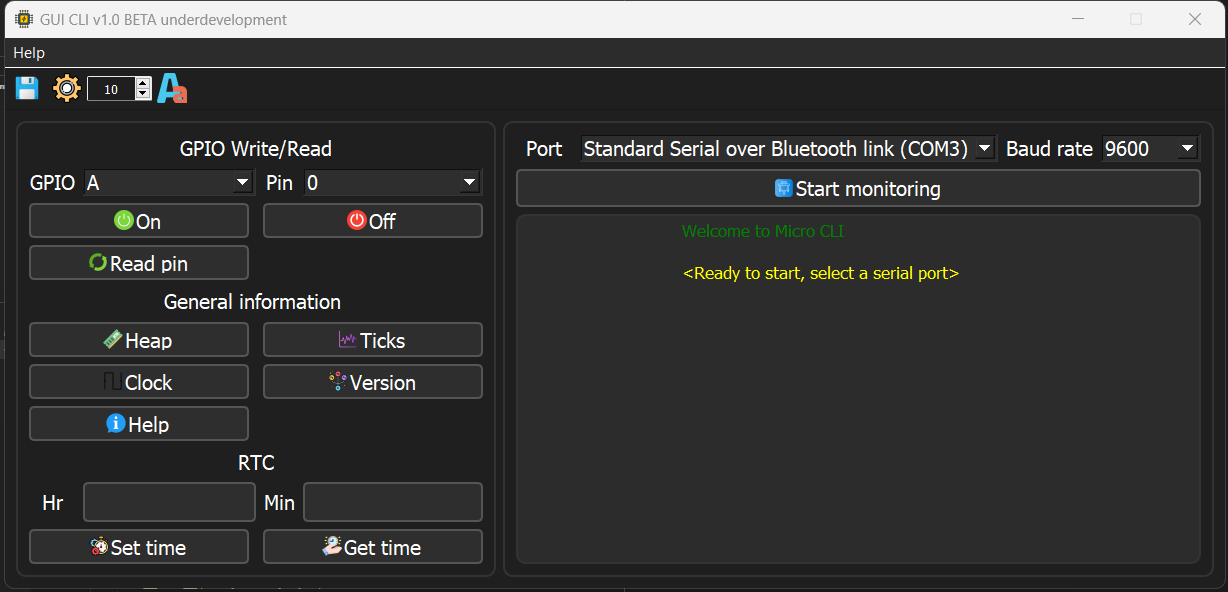 GUI CLI v1.0 BETA underdevelopment
Help
10
GPIO Write/Read
GPIO A Pin 0
On Off
Read pin
General information
Heap Ticks
Clock Version
Help
RTC
Hr Min
Set time Get time
Port Standard Serial over Bluetooth link (COM3) Baud rate 9600
Start monitoring
Welcome to Micro CLI
<Ready to start, select a serial port>